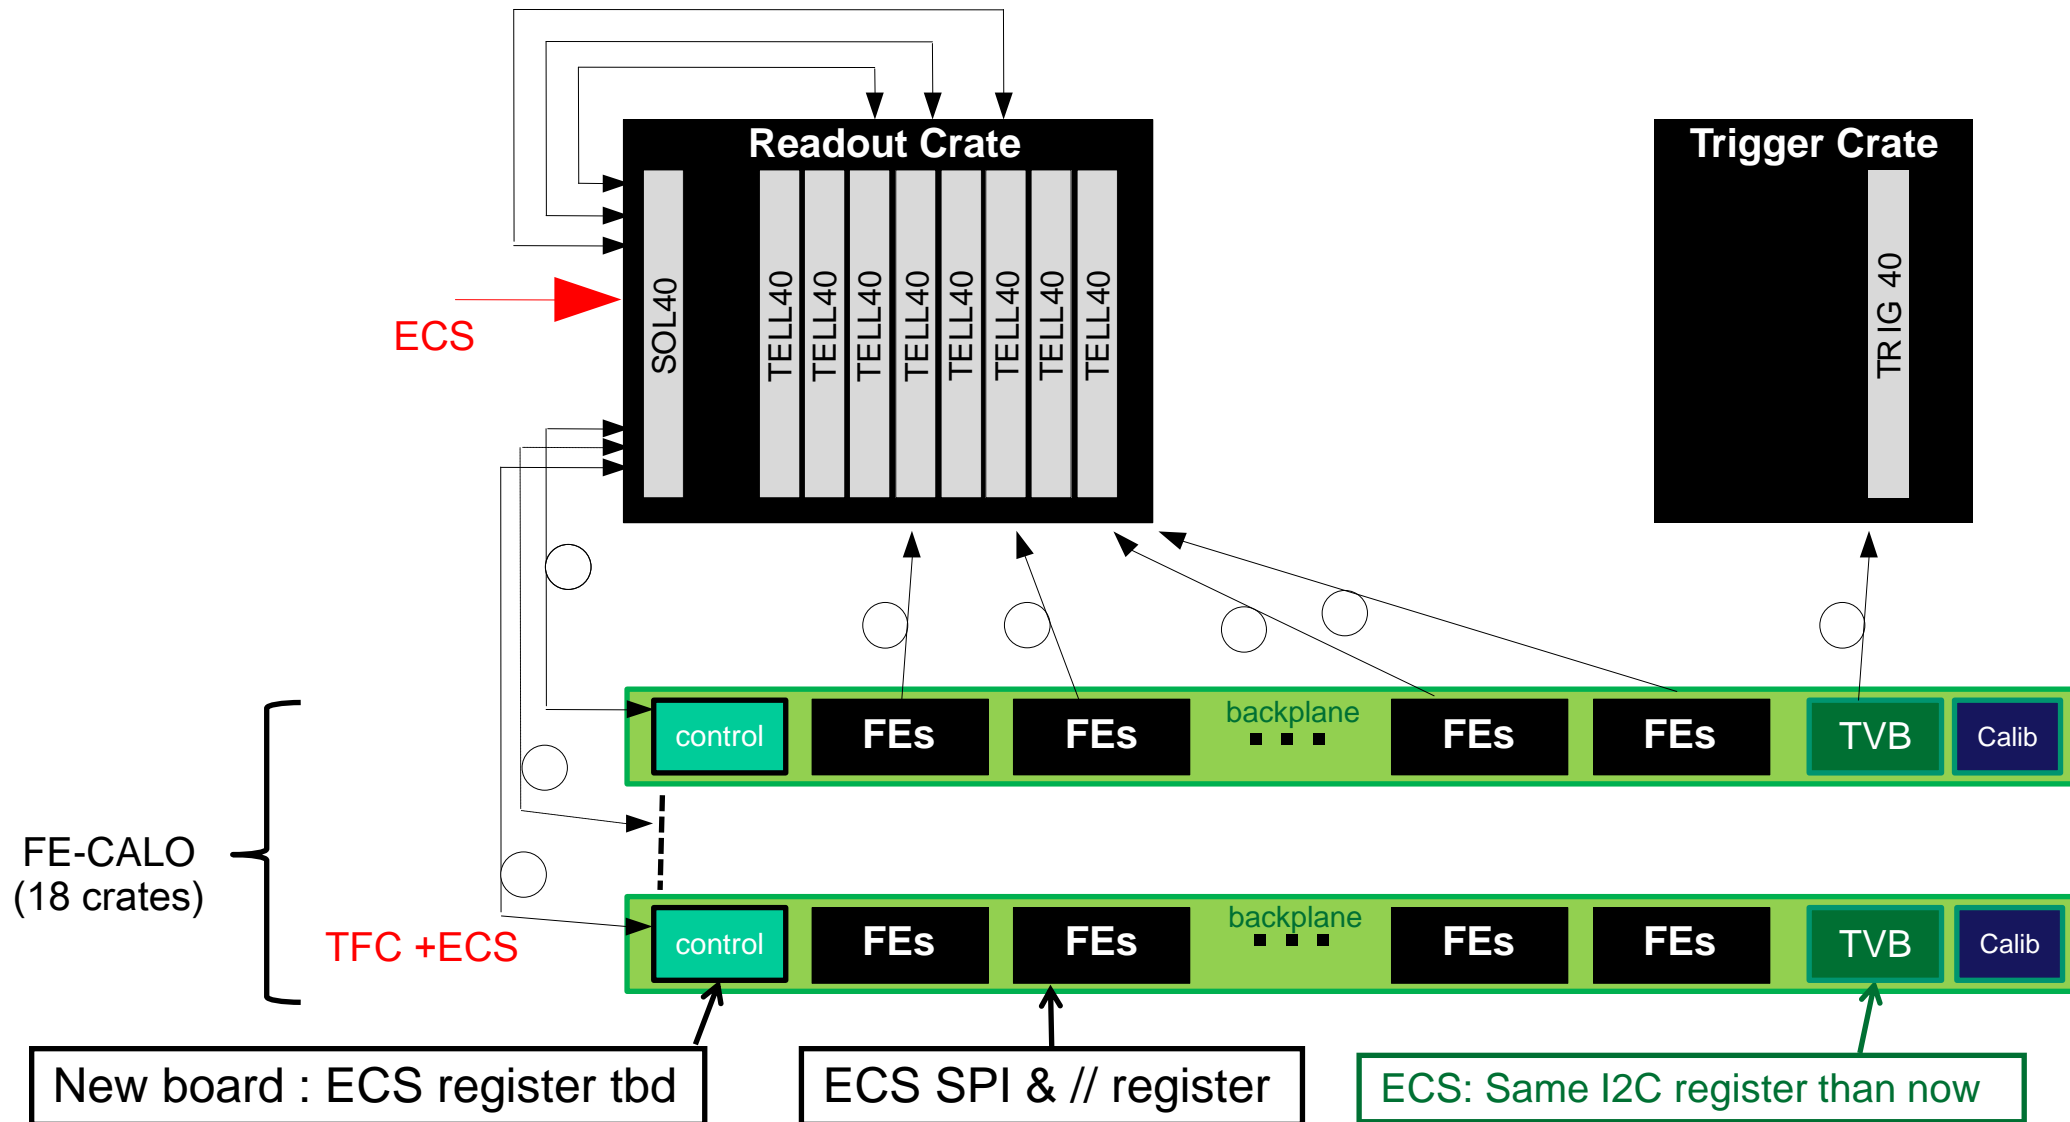 Readout Crate
Trigger Crate
SOL40
TELL40
TELL40
TELL40
TELL40
TELL40
TELL40
TELL40
TELL40
TRIG 40
ECS
control
FEs
FEs
backplane
FEs
FEs
TVB
Calib
FE-CALO
(18 crates)
TFC +ECS
control
FEs
FEs
backplane
FEs
FEs
TVB
Calib
New board : ECS register tbd
ECS SPI & // register
ECS: Same I2C register than now